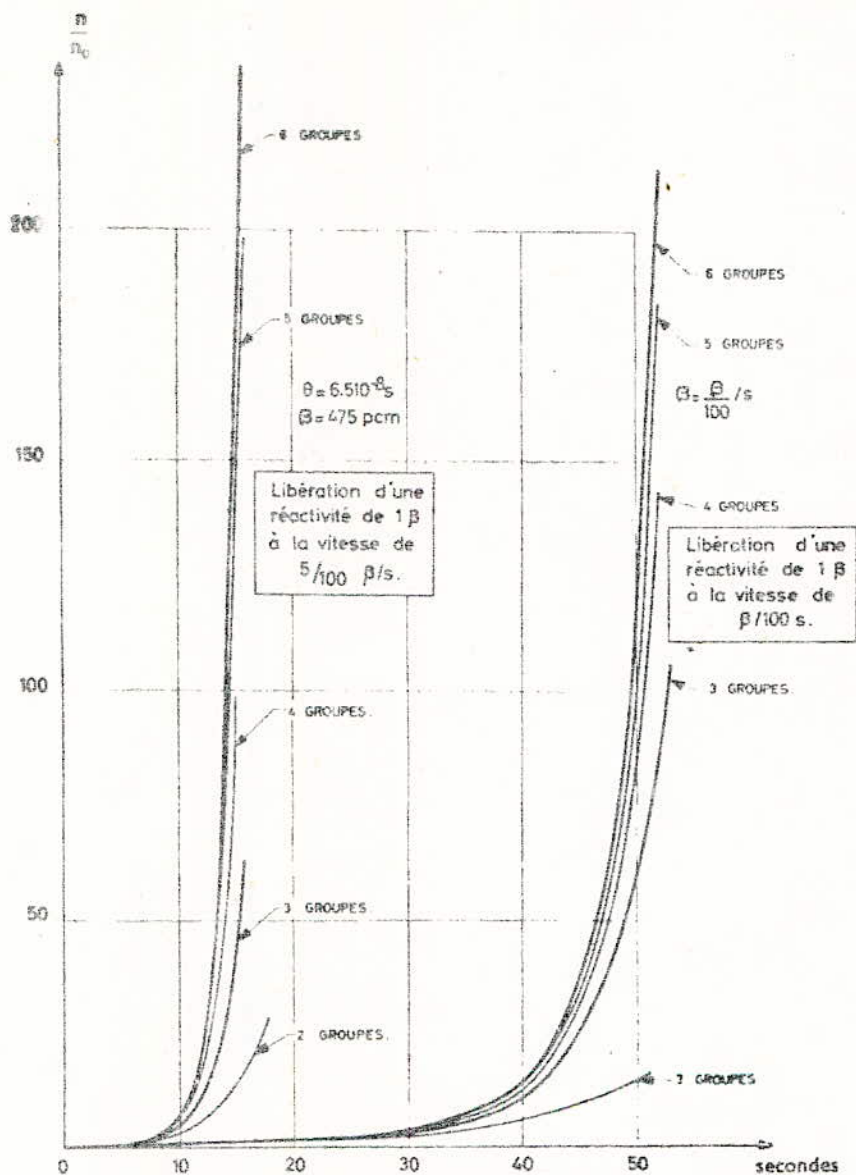 n
n₀
6 GROUPES
200
6 GROUPES
5 GROUPES
5 GROUPES
θ = 6.510⁻⁸s
β = 475 pcm
β = β/100 /s
150
Libération d'une
réactivité de 1 β
à la vitesse de
5/100 β/s.
4 GROUPES
Libération d'une
réactivité de 1 β
à la vitesse de
β/100 s.
100
3 GROUPES.
4 GROUPES.
50
3 GROUPES.
2 GROUPES.
GROUPES
0 10 20 30 40 50 secondes